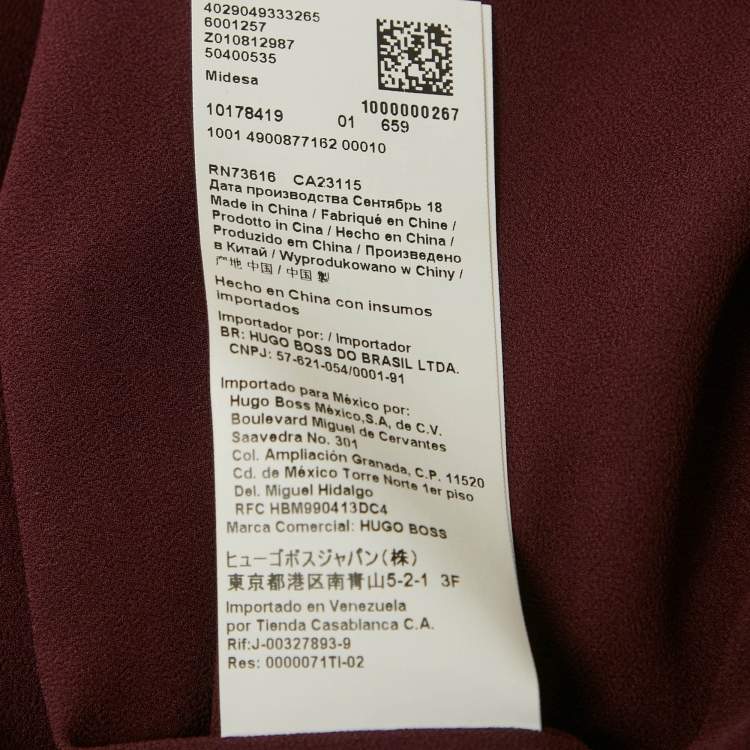 4029049333265
6001257
Z010812987
50400535
Midesa
1000000267
10178419 01 659
1001 4900877162 00010
RN73616 CA23115
Дата производства Сентябрь 18
Made in China / Fabriqué en Chine /
Prodotto in Cina / Hecho en China /
Produzido em China / Произведено
в Китай / Wyprodukowano w Chiny /
产地 中国 / 中国 製
Hecho en China con insumos
importados
Importador por: / Importador
BR: HUGO BOSS DO BRASIL LTDA.
CNPJ: 57-621-054/0001-91
Importado para México por:
Hugo Boss México,S.A, de C.V.
Boulevard Miguel de Cervantes
Saavedra No. 301
Col. Ampliación Granada, C.P. 11520
Cd. de México Torre Norte 1er piso
Del. Miguel Hidalgo
RFC HBM990413DC4
Marca Comercial: HUGO BOSS
ヒューゴボスジャパン(株)
東京都港区南青山5-2-1 3F
Importado en Venezuela
por Tienda Casablanca C.A.
Rif:J-00327893-9
Res: 0000071TI-02